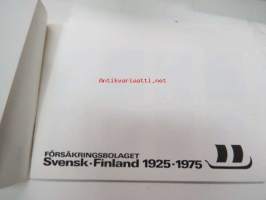 Antikvariaatti.net
FÖRSÄKRINGSBOLAGET
Svensk-Finland 1925-1975